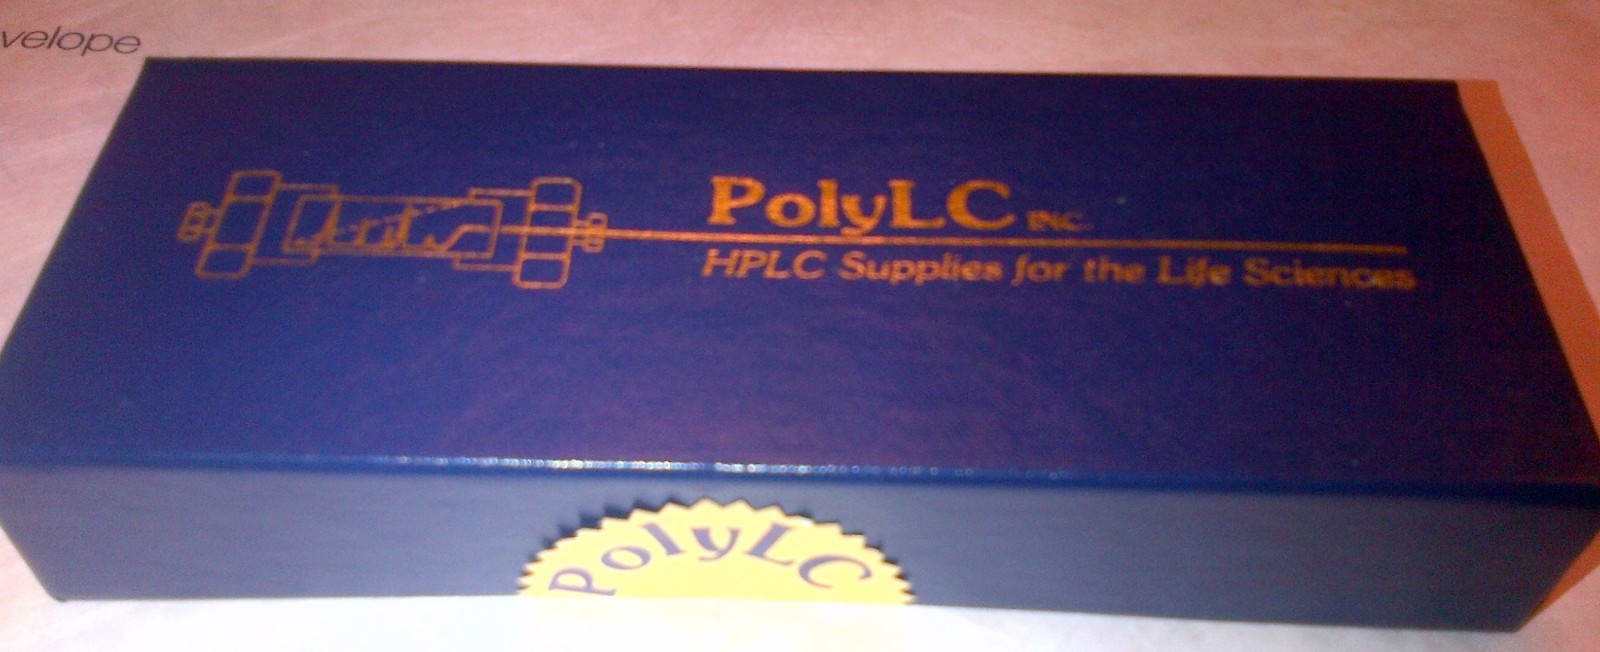 velope
PolyLC INC.
HPLC Supplies for the Life Sciences
PolyLC